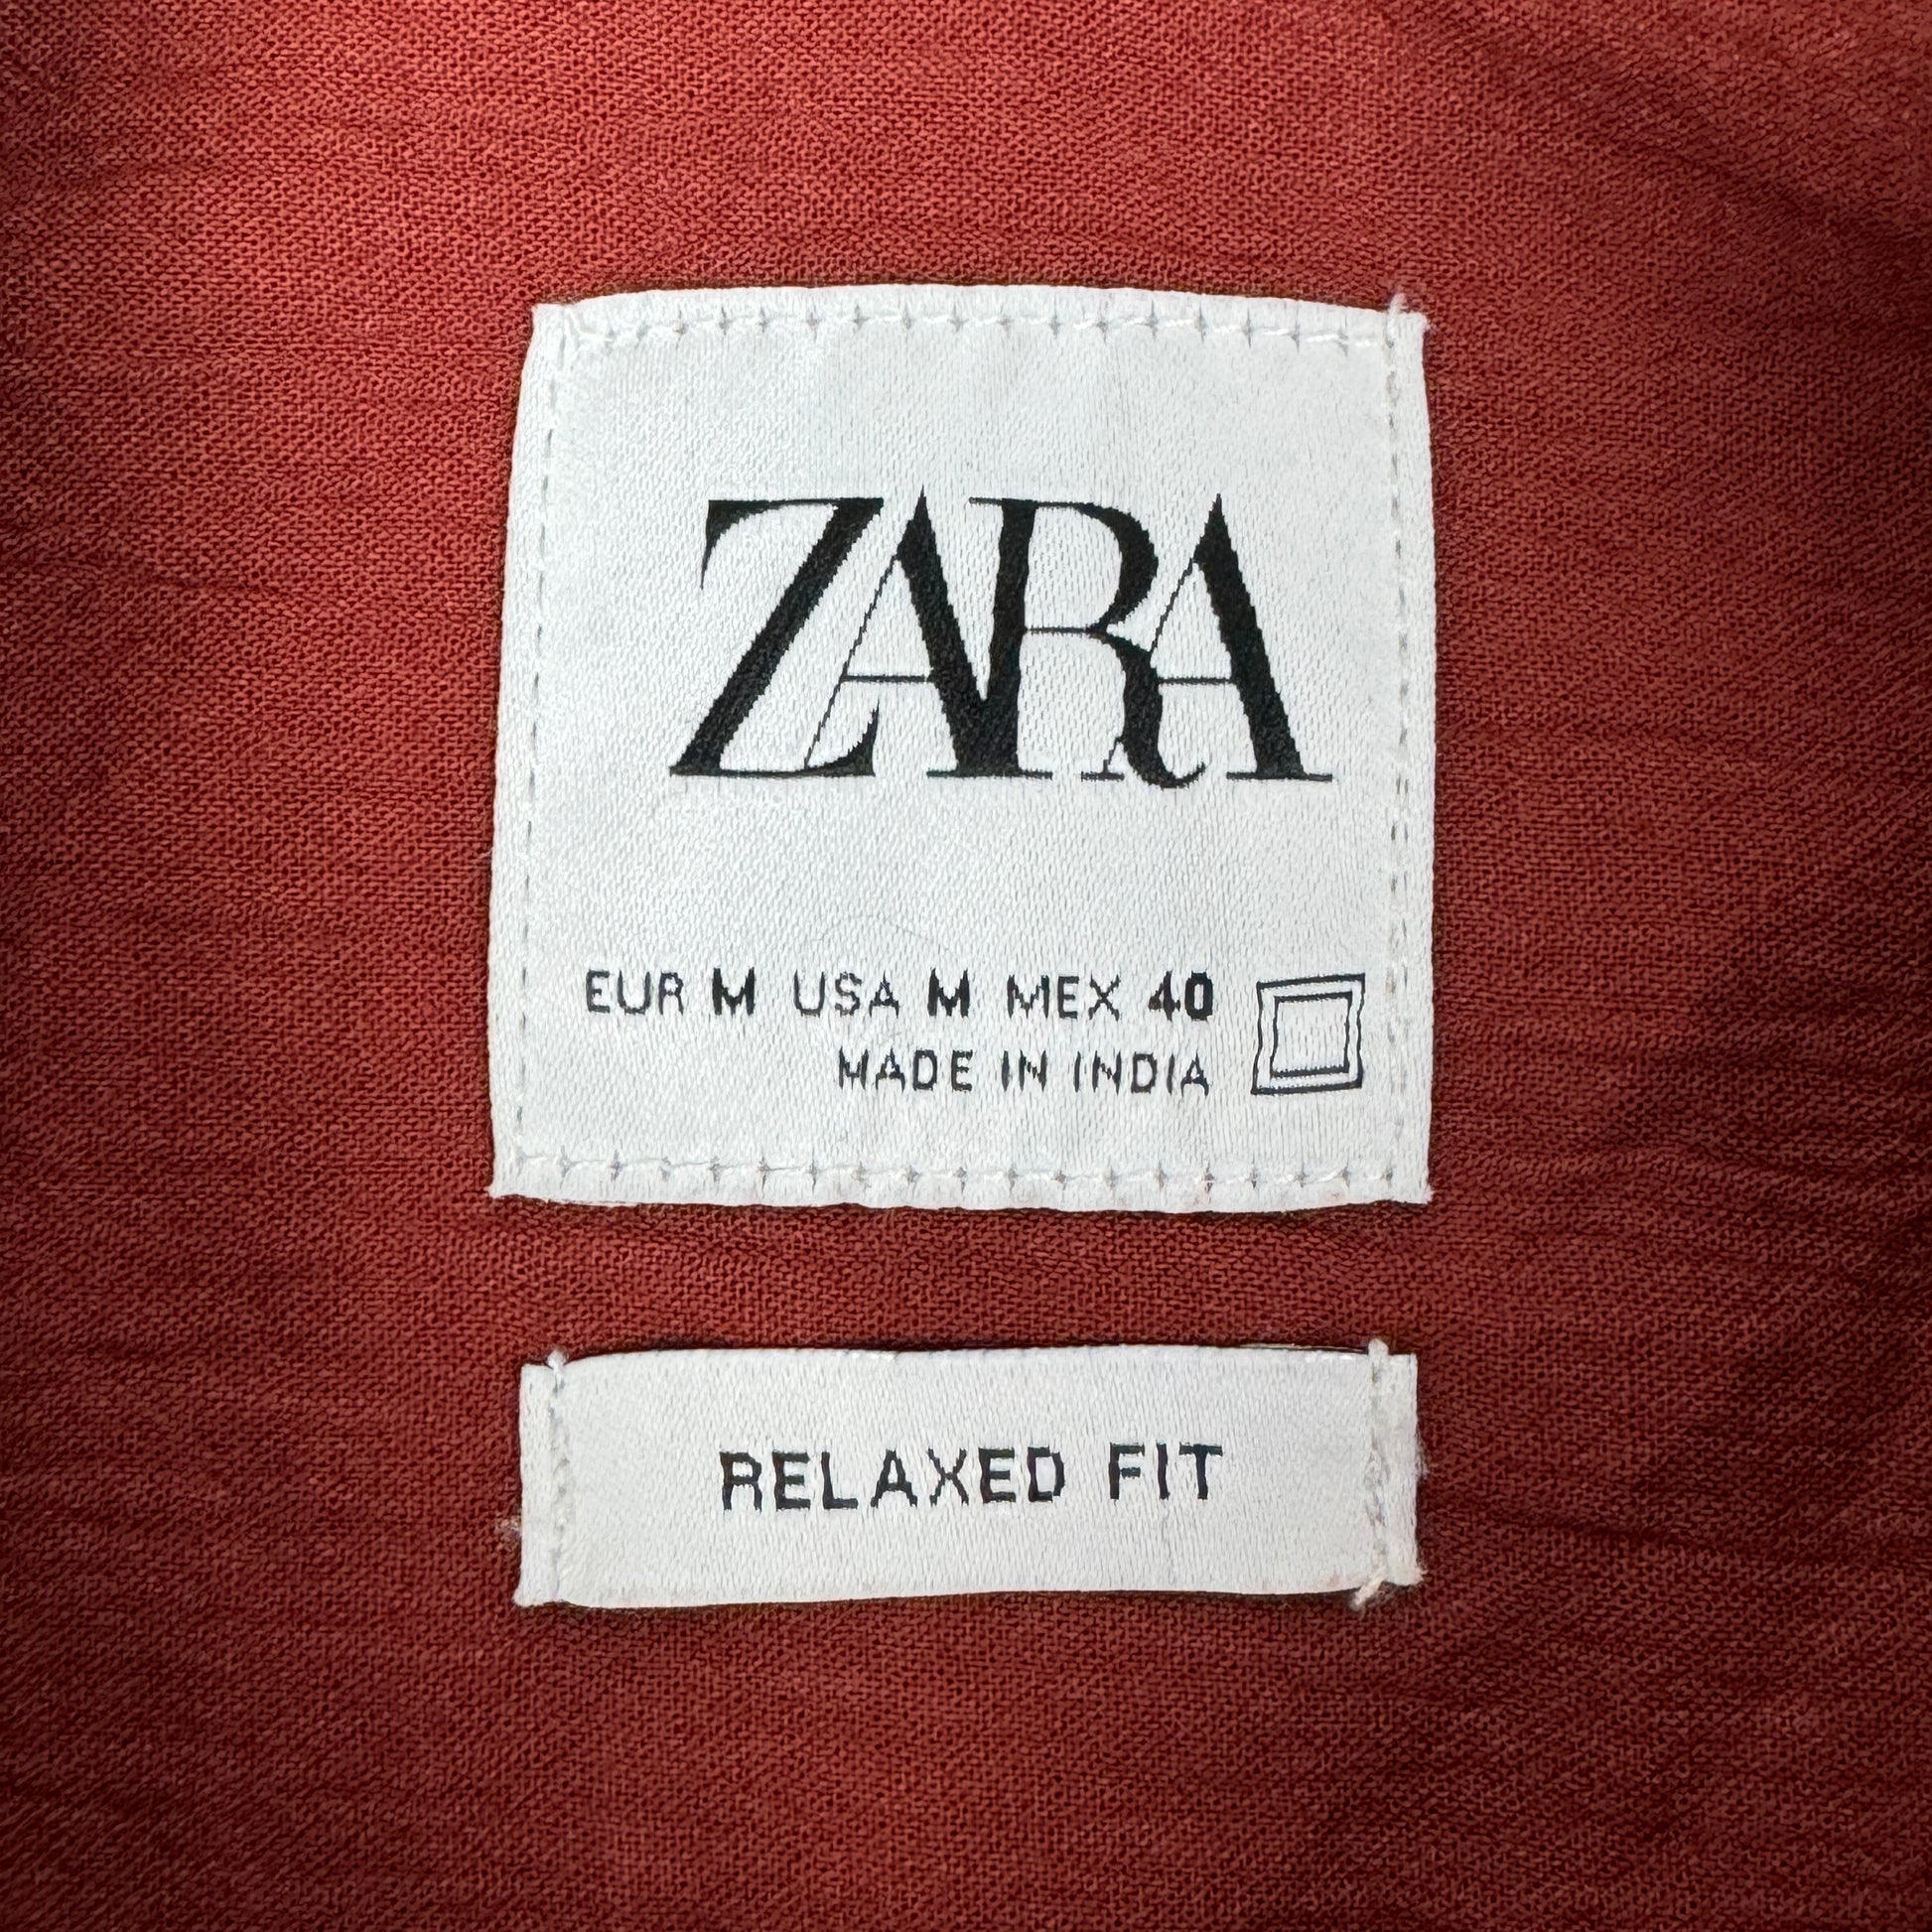 ZARA
EUR M USA M MEX 40
MADE IN INDIA
RELAXED FIT